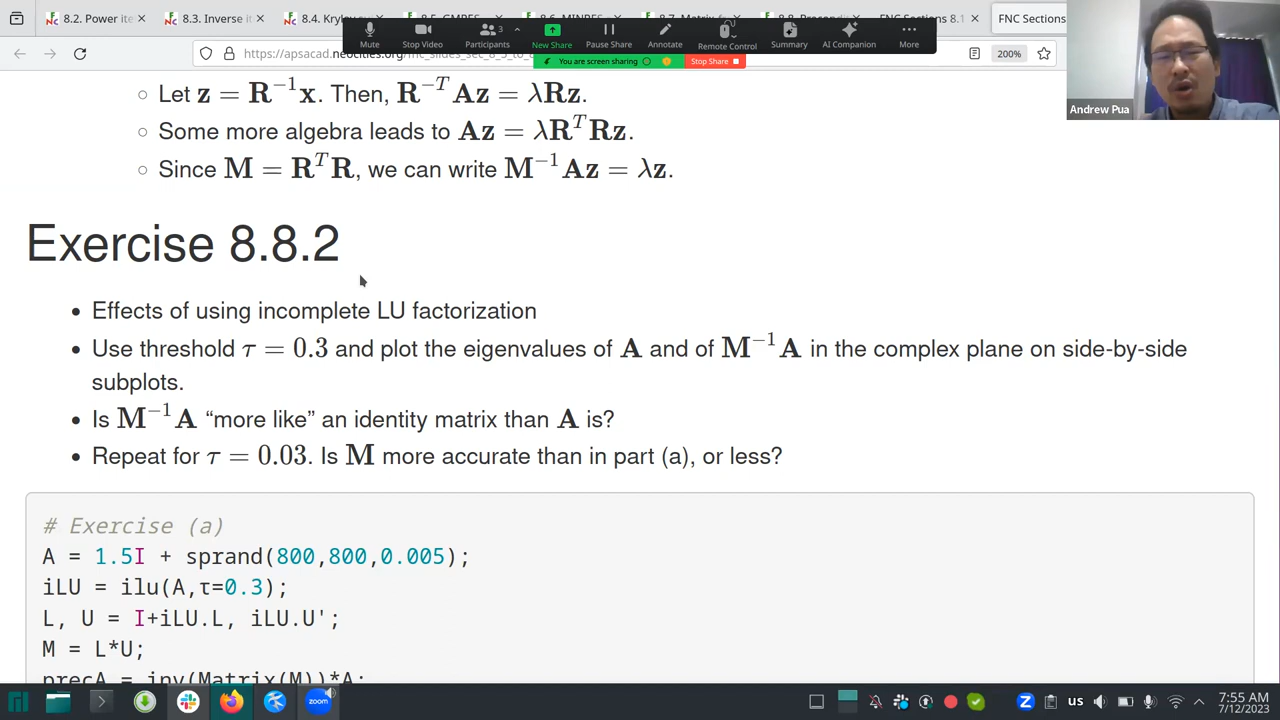 8.2. Power ite
8.3. Inverse it
8.4. Krylov
8.1
FNC Sections
Mute
Stop Video
Participants
3
New Share
Pause Share
Annotate
Remote Control
Summary
AI Companion
More
You are screen sharing
Stop Share
https://apsacad.neocities.org/
200%
Andrew Pua
Let z = R⁻¹x. Then, R⁻ᵀAz = λRz.
Some more algebra leads to Az = λRᵀRz.
Since M = RᵀR, we can write M⁻¹Az = λz.
Exercise 8.8.2
Effects of using incomplete LU factorization
Use threshold τ = 0.3 and plot the eigenvalues of A and of M⁻¹A in the complex plane on side-by-side
subplots.
Is M⁻¹A “more like” an identity matrix than A is?
Repeat for τ = 0.03. Is M more accurate than in part (a), or less?
# Exercise (a)
A = 1.5I + sprand(800,800,0.005);
iLU = ilu(A,τ=0.3);
L, U = I+iLU.L, iLU.U';
M = L*U;
precA = inv(Matrix(M))*A;
zoom
us
7:55 AM
7/12/2023